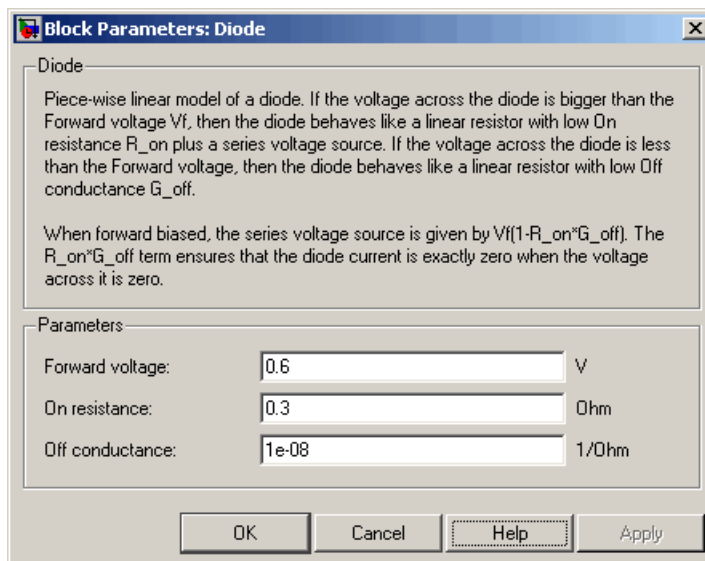 Block Parameters: Diode
Diode
Piece-wise linear model of a diode. If the voltage across the diode is bigger than the
Forward voltage Vf, then the diode behaves like a linear resistor with low On
resistance R_on plus a series voltage source. If the voltage across the diode is less
than the Forward voltage, then the diode behaves like a linear resistor with low Off
conductance G_off.
When forward biased, the series voltage source is given by Vf(1-R_on*G_off). The
R_on*G_off term ensures that the diode current is exactly zero when the voltage
across it is zero.
Parameters
Forward voltage: 0.6 V
On resistance: 0.3 Ohm
Off conductance: 1e-08 1/Ohm
OK Cancel Help Apply